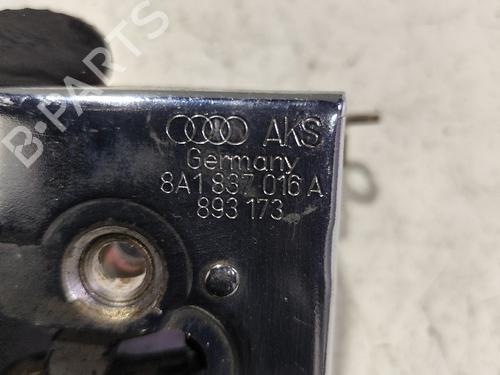 B-PARTS
AKS
Germany
8A1 837 016 A
893 173